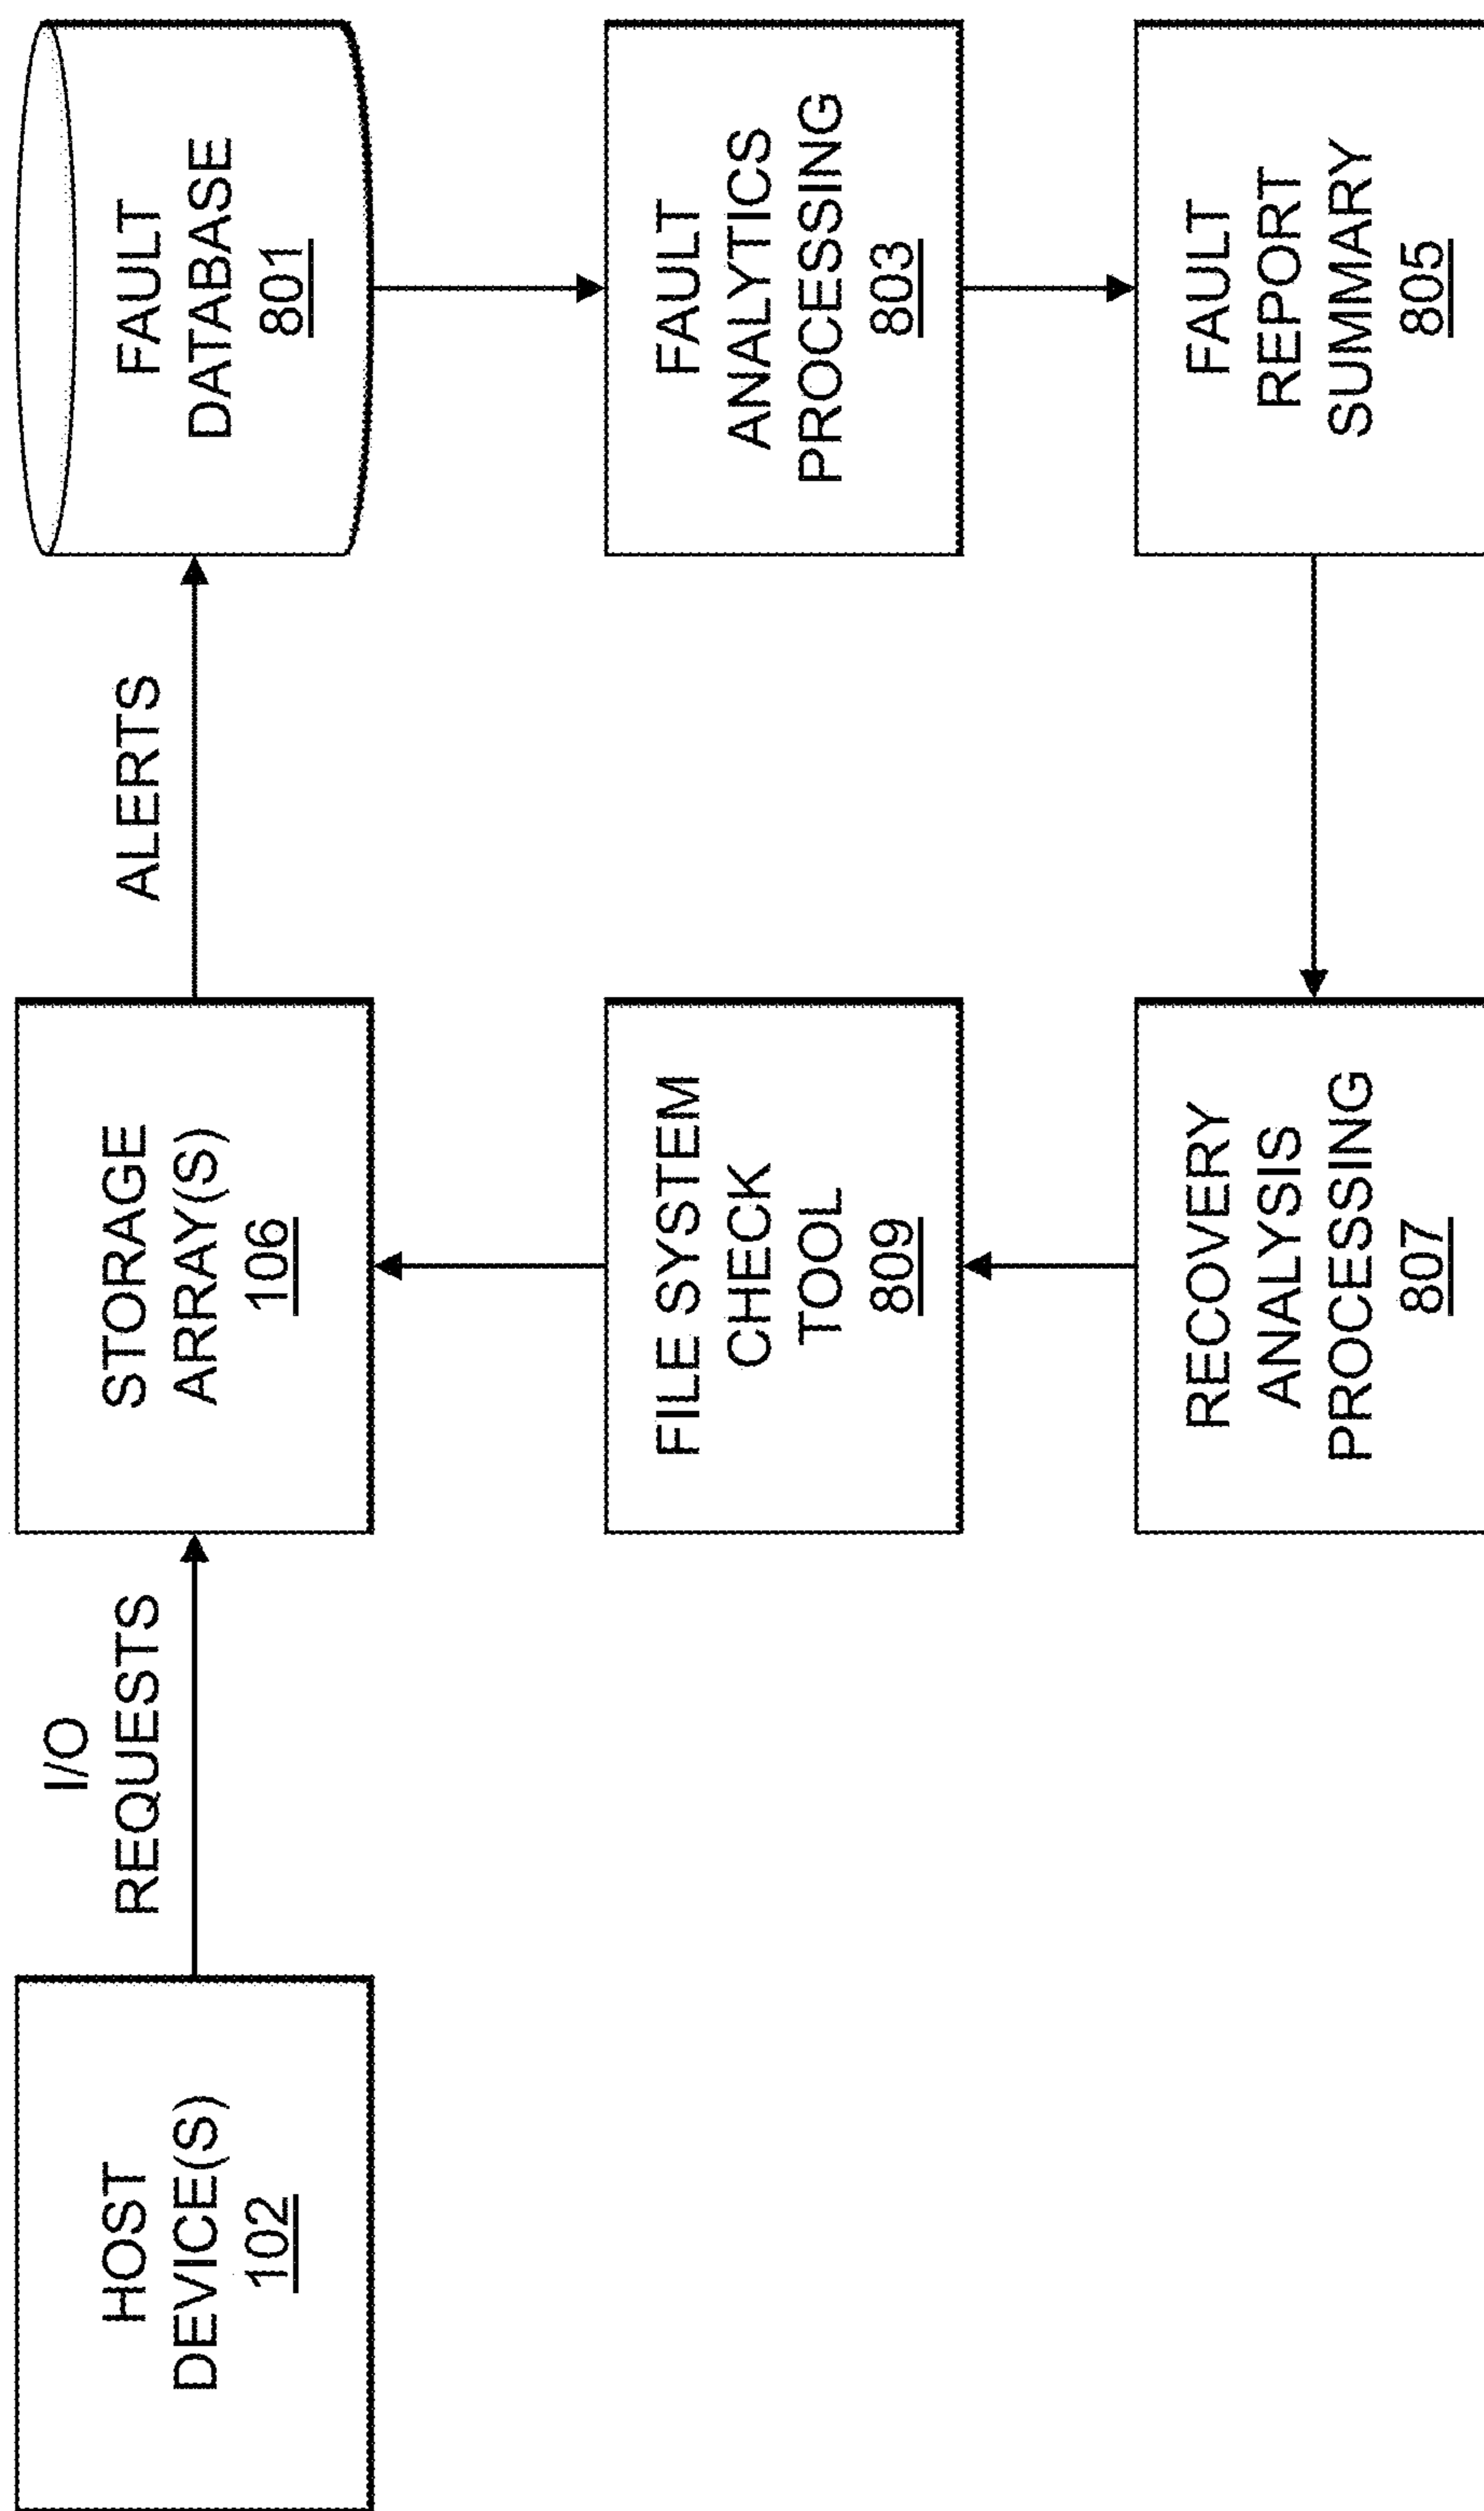 HOST
DEVICE(S)
102
I/O
REQUESTS
STORAGE
ARRAY(S)
106
ALERTS
FAULT
DATABASE
801
FILE SYSTEM
CHECK
TOOL
809
FAULT
ANALYTICS
PROCESSING
803
RECOVERY
ANALYSIS
PROCESSING
807
FAULT
REPORT
SUMMARY
805